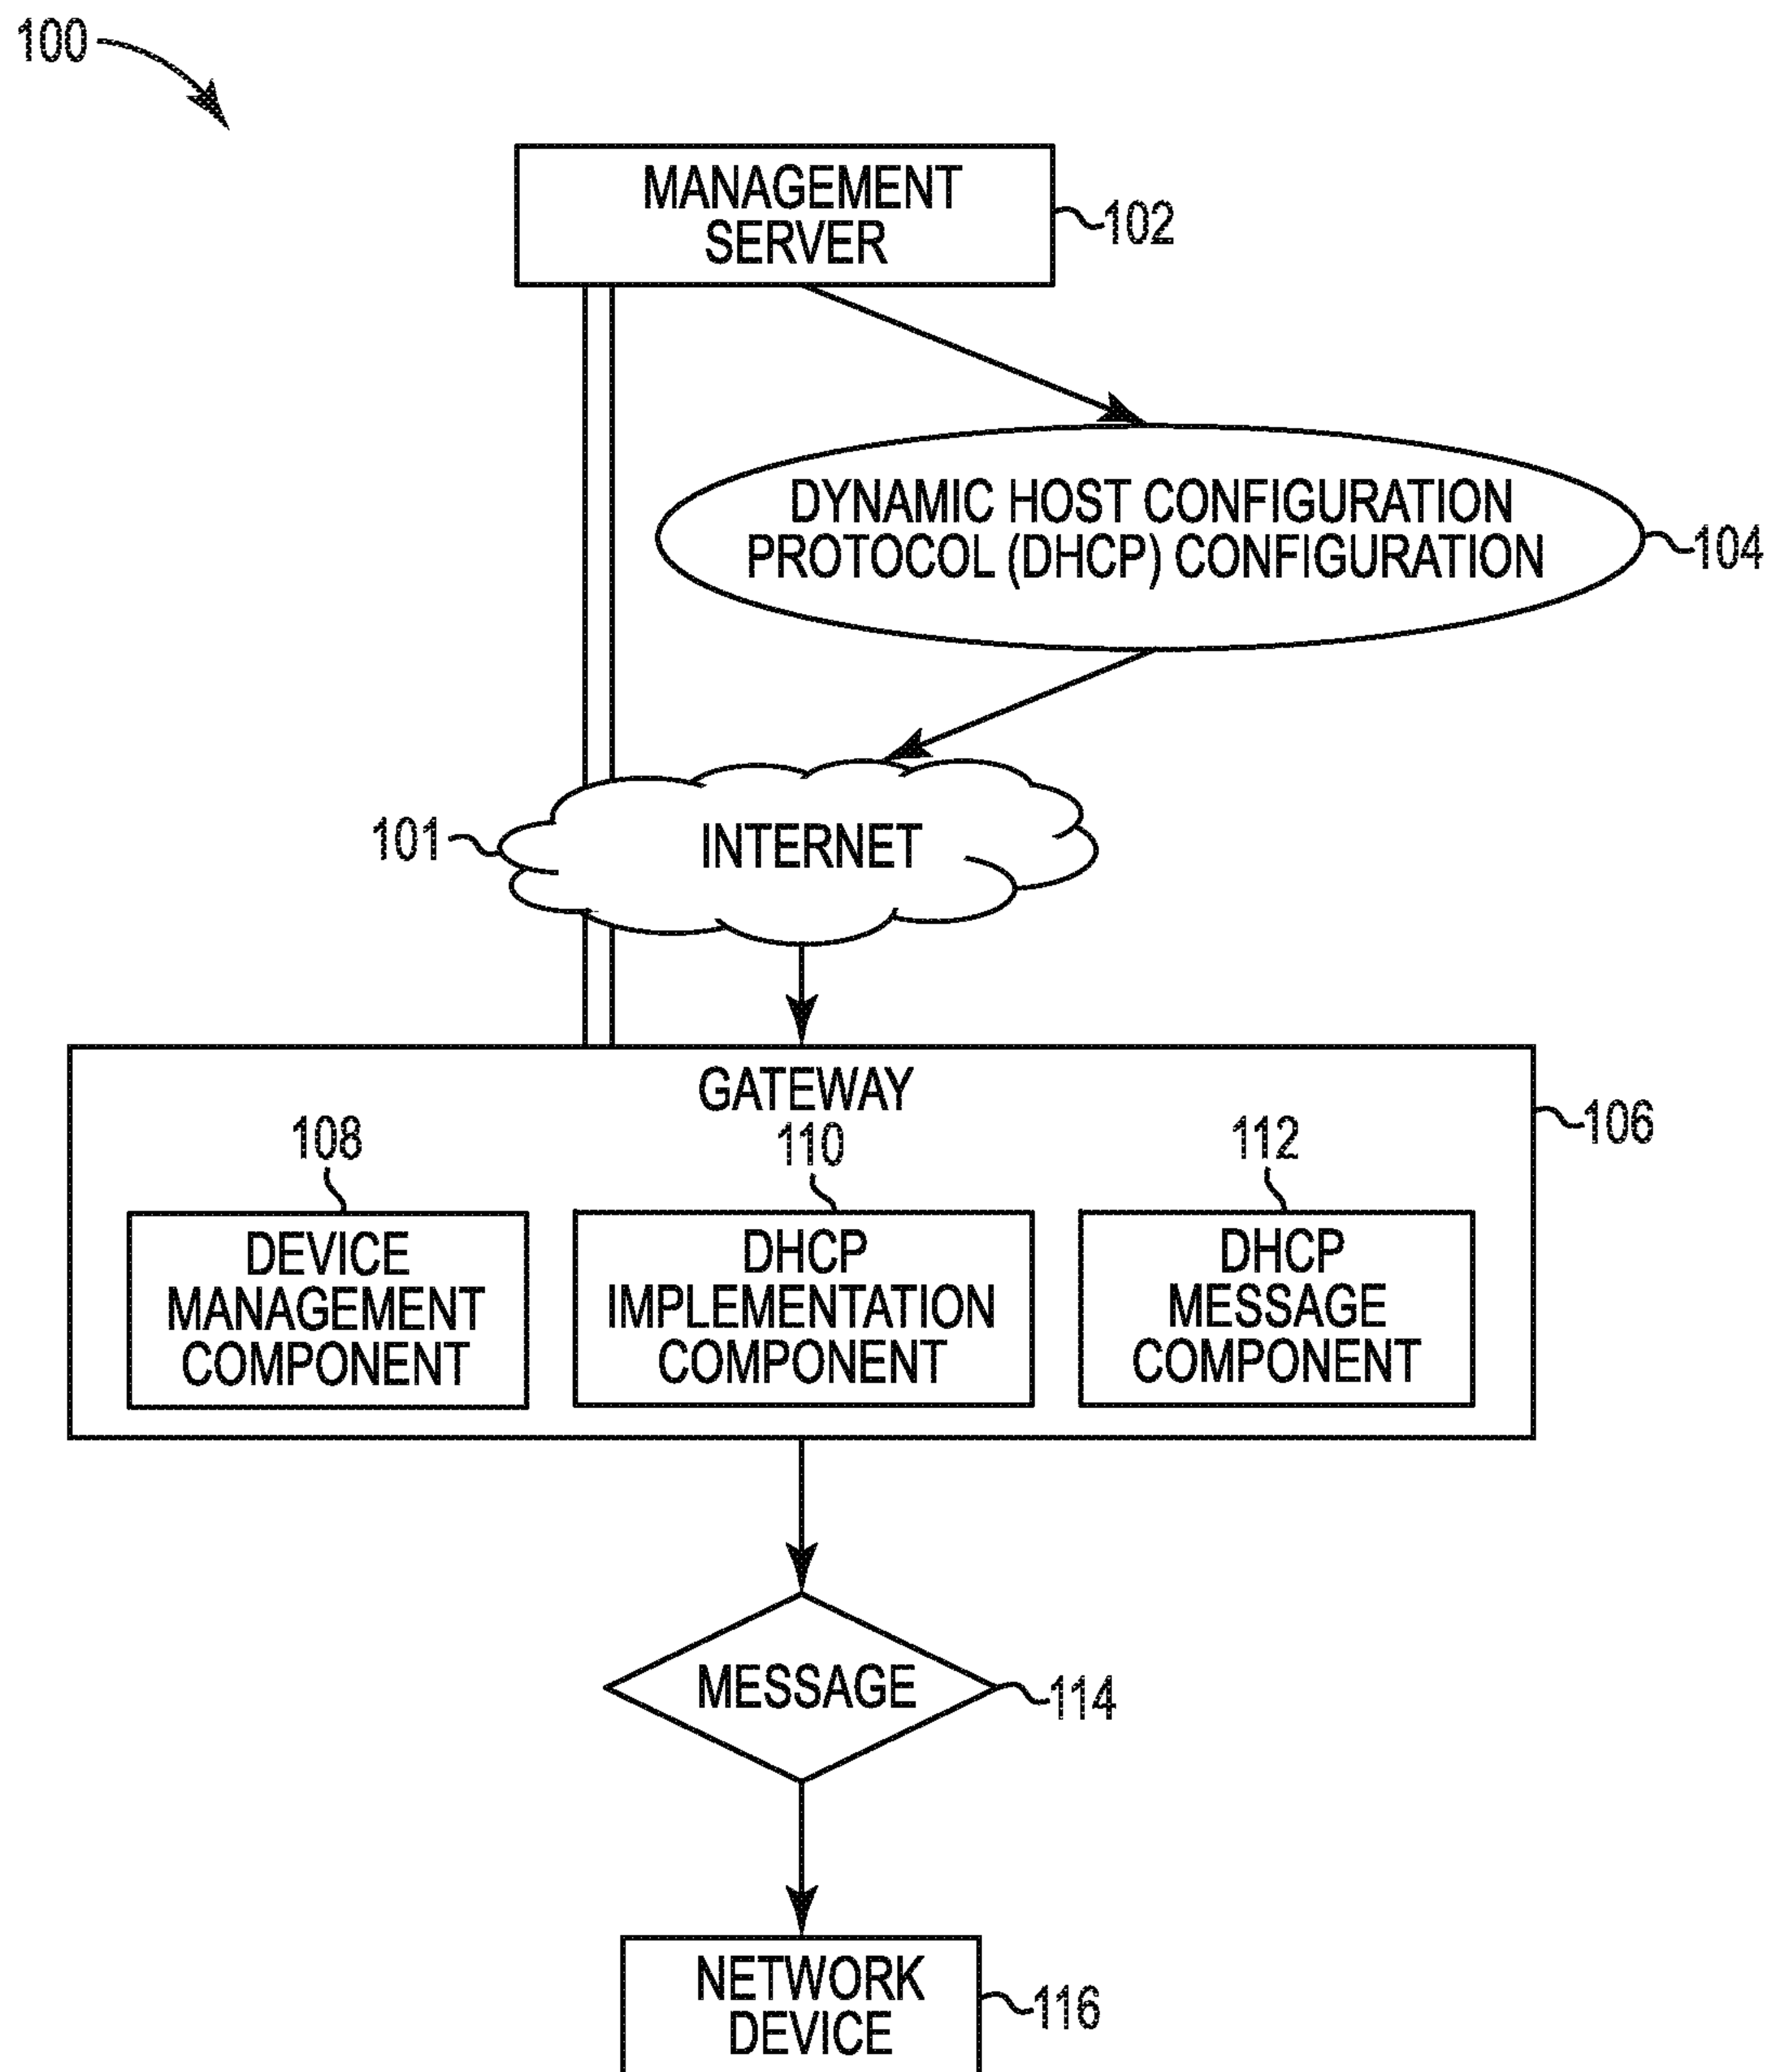 100
MANAGEMENT
SERVER
102
DYNAMIC HOST CONFIGURATION
PROTOCOL (DHCP) CONFIGURATION
104
101
INTERNET
GATEWAY
106
108
110
112
DEVICE
MANAGEMENT
COMPONENT
DHCP
IMPLEMENTATION
COMPONENT
DHCP
MESSAGE
COMPONENT
MESSAGE
114
NETWORK
DEVICE
116